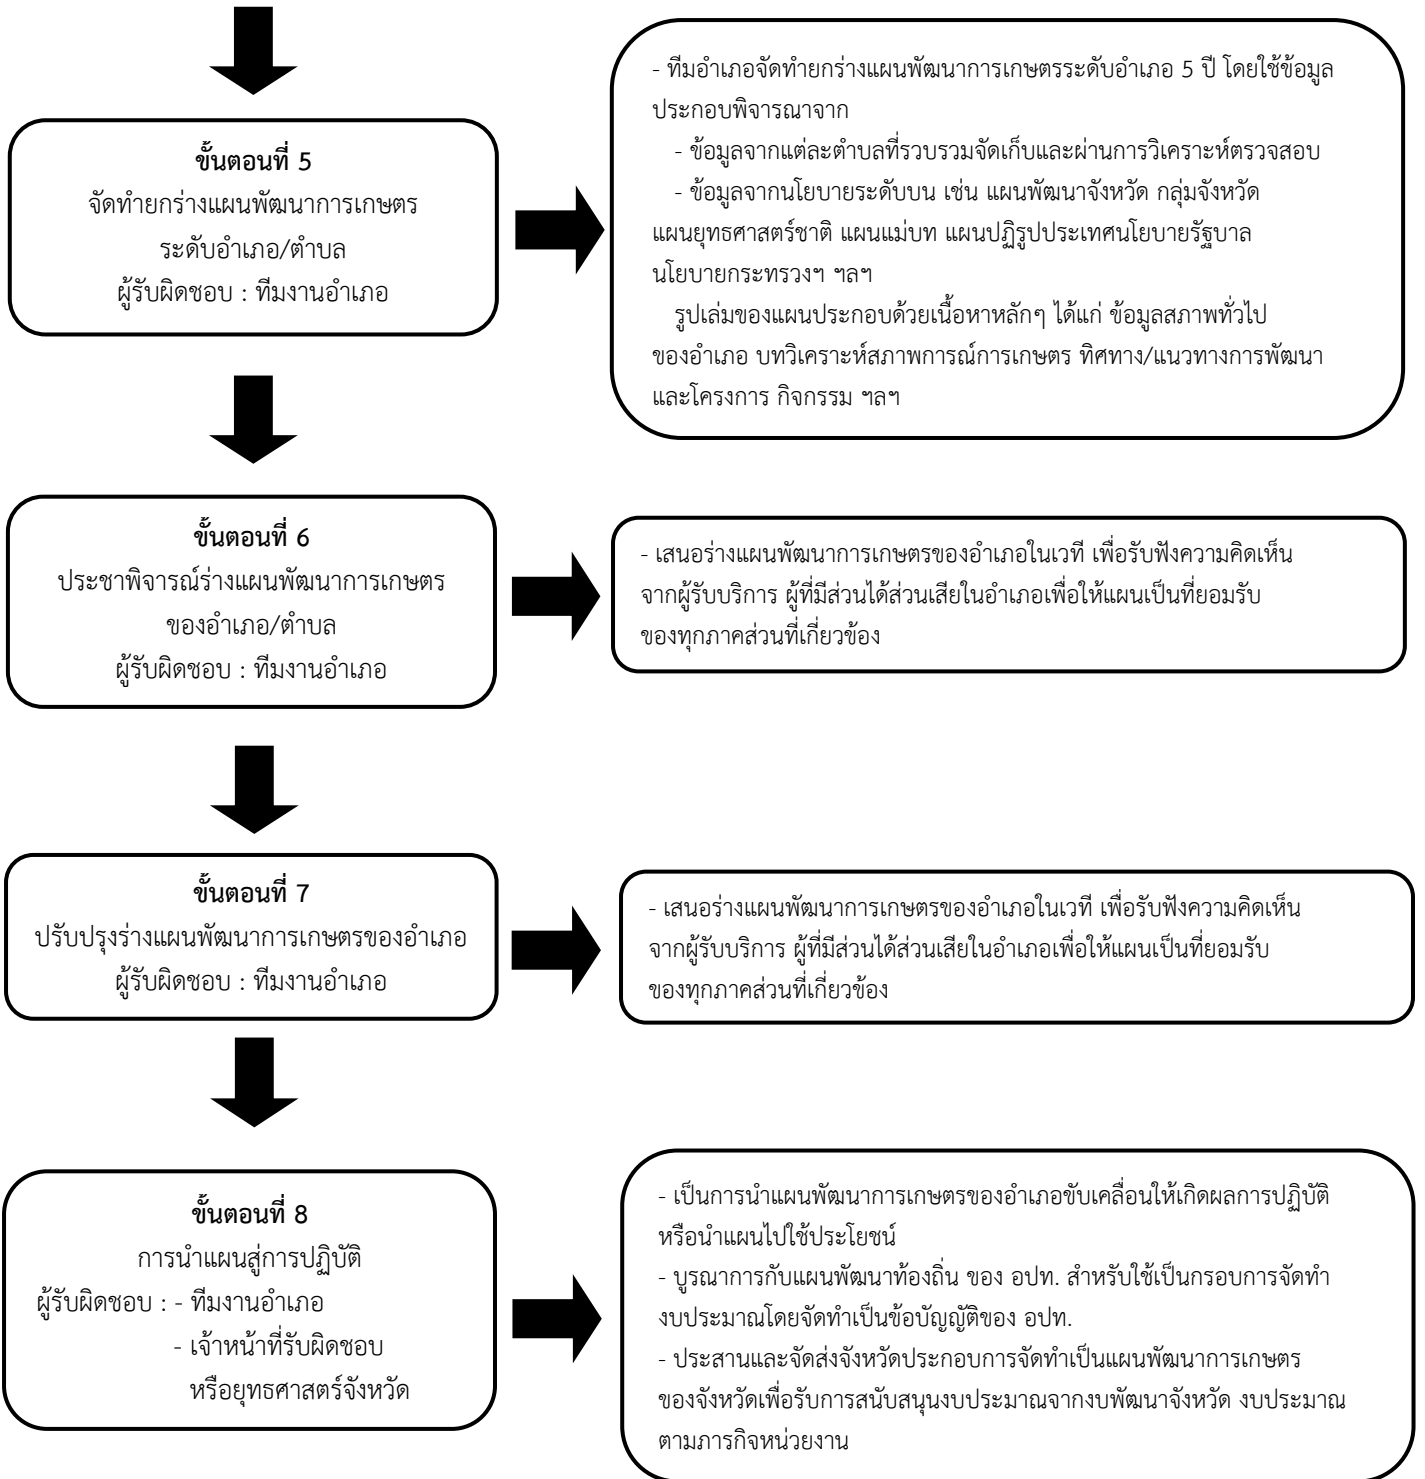 ขั้นตอนที่ 5
จัดทำยกร่างแผนพัฒนาการเกษตร
ระดับอำเภอ/ตำบล
ผู้รับผิดชอบ : ทีมงานอำเภอ
- ทีมอำเภอจัดทำยกร่างแผนพัฒนาการเกษตรระดับอำเภอ 5 ปี โดยใช้ข้อมูล
ประกอบพิจารณาจาก
- ข้อมูลจากแต่ละตำบลที่รวบรวมจัดเก็บและผ่านการวิเคราะห์ตรวจสอบ
- ข้อมูลจากนโยบายระดับบน เช่น แผนพัฒนาจังหวัด กลุ่มจังหวัด
แผนยุทธศาสตร์ชาติ แผนแม่บท แผนปฏิรูปประเทศนโยบายรัฐบาล
นโยบายกระทรวงฯ ฯลฯ
รูปเล่มของแผนประกอบด้วยเนื้อหาหลักๆ ได้แก่ ข้อมูลสภาพทั่วไป
ของอำเภอ บทวิเคราะห์สภาพการณ์การเกษตร ทิศทาง/แนวทางการพัฒนา
และโครงการ กิจกรรม ฯลฯ
ขั้นตอนที่ 6
ประชาพิจารณ์ร่างแผนพัฒนาการเกษตร
ของอำเภอ/ตำบล
ผู้รับผิดชอบ : ทีมงานอำเภอ
- เสนอร่างแผนพัฒนาการเกษตรของอำเภอในเวที เพื่อรับฟังความคิดเห็น
จากผู้รับบริการ ผู้ที่มีส่วนได้ส่วนเสียในอำเภอเพื่อให้แผนเป็นที่ยอมรับ
ของทุกภาคส่วนที่เกี่ยวข้อง
ขั้นตอนที่ 7
ปรับปรุงร่างแผนพัฒนาการเกษตรของอำเภอ
ผู้รับผิดชอบ : ทีมงานอำเภอ
- เสนอร่างแผนพัฒนาการเกษตรของอำเภอในเวที เพื่อรับฟังความคิดเห็น
จากผู้รับบริการ ผู้ที่มีส่วนได้ส่วนเสียในอำเภอเพื่อให้แผนเป็นที่ยอมรับ
ของทุกภาคส่วนที่เกี่ยวข้อง
ขั้นตอนที่ 8
การนำแผนสู่การปฏิบัติ
ผู้รับผิดชอบ : - ทีมงานอำเภอ
- เจ้าหน้าที่รับผิดชอบ
หรือยุทธศาสตร์จังหวัด
- เป็นการนำแผนพัฒนาการเกษตรของอำเภอขับเคลื่อนให้เกิดผลการปฏิบัติ
หรือนำแผนไปใช้ประโยชน์
- บูรณาการกับแผนพัฒนาท้องถิ่น ของ อปท. สำหรับใช้เป็นกรอบการจัดทำ
งบประมาณโดยจัดทำเป็นข้อบัญญัติของ อปท.
- ประสานและจัดส่งจังหวัดประกอบการจัดทำเป็นแผนพัฒนาการเกษตร
ของจังหวัดเพื่อรับการสนับสนุนงบประมาณจากงบพัฒนาจังหวัด งบประมาณ
ตามภารกิจหน่วยงาน